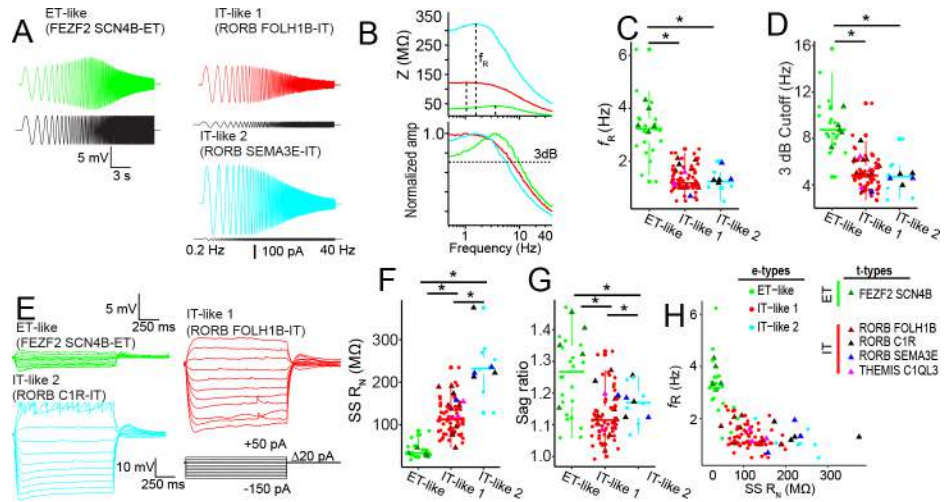 A
ET-like
(FEZF2 SCN4B-ET)
IT-like 1
(RORB FOLH1B-IT)
5 mV
3 s
IT-like 2
(RORB SEMA3E-IT)
0.2 Hz
100 pA
40 Hz
B
Z (MΩ)
350
250
150
50
fR
Normalized amp
1.0
3dB
1
10
Frequency (Hz)
C
fR (Hz)
6
4
2
*
*
ET-like
IT-like 1
IT-like 2
D
3 dB Cutoff (Hz)
16
12
8
4
*
*
ET-like
IT-like 1
IT-like 2
E
ET-like
(FEZF2 SCN4B-ET)
5 mV
250 ms
IT-like 1
(RORB FOLH1B-IT)
IT-like 2
(RORB C1R-IT)
10 mV
250 ms
+50 pA
Δ20 pA
-150 pA
F
SS RN (MΩ)
400
300
200
100
*
*
*
ET-like
IT-like 1
IT-like 2
G
Sag ratio
1.4
1.3
1.2
1.1
1.0
*
*
*
ET-like
IT-like 1
IT-like 2
e-types
ET-like
IT-like 1
IT-like 2
t-types
ET
FEZF2 SCN4B
IT
RORB FOLH1B
RORB C1R
RORB SEMA3E
THEMIS C1QL3
H
fR (Hz)
6
4
2
0
100
200
300
SS RN (MΩ)